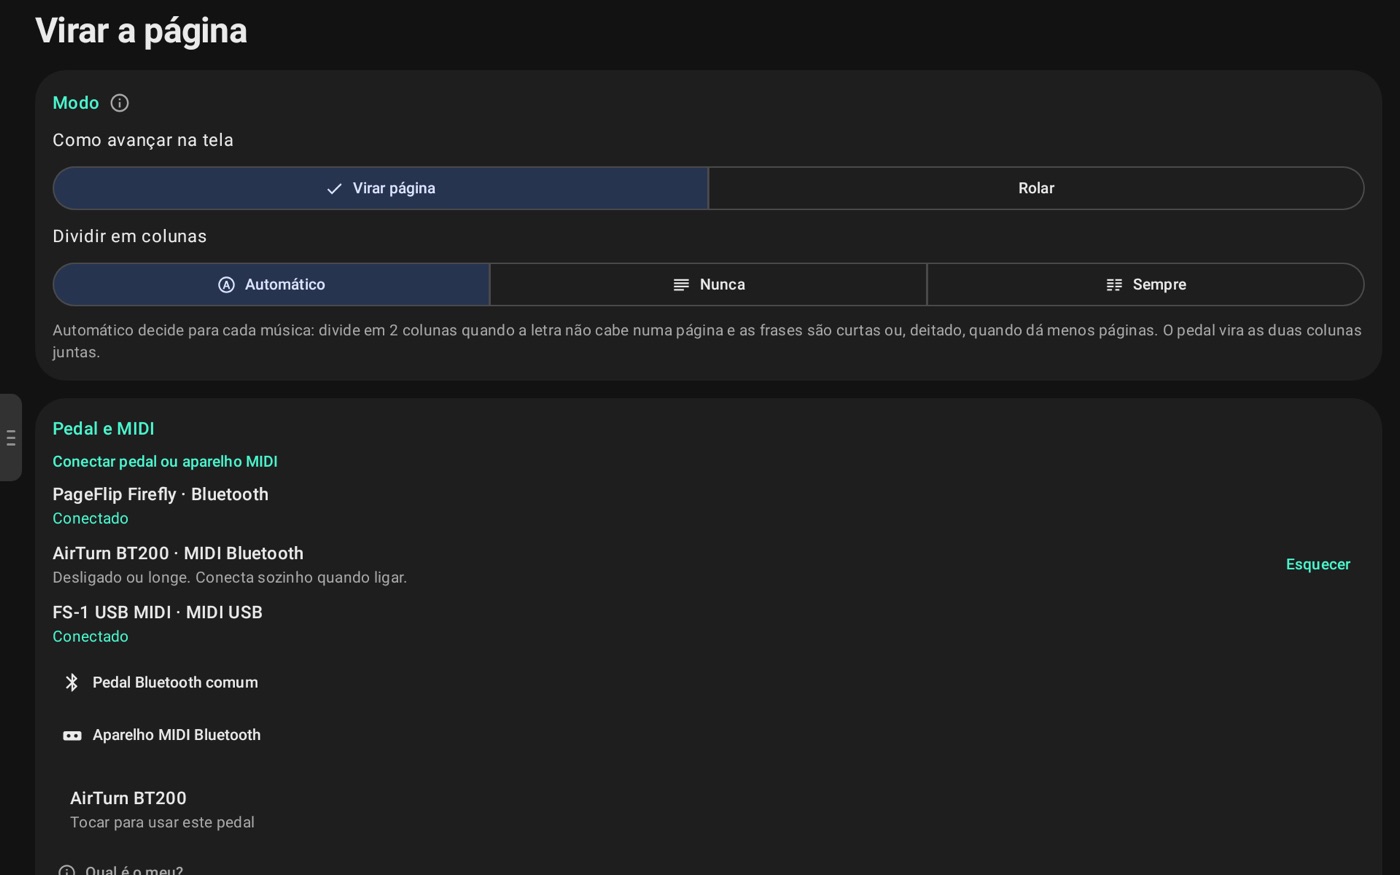 Virar a página
Modo
Como avançar na tela
Virar página
Rolar
Dividir em colunas
Automático
Nunca
Sempre
Automático decide para cada música: divide em 2 colunas quando a letra não cabe numa página e as frases são curtas ou, deitado, quando dá menos páginas. O pedal vira as duas colunas
juntas.
Pedal e MIDI
Conectar pedal ou aparelho MIDI
PageFlip Firefly · Bluetooth
Conectado
AirTurn BT200 · MIDI Bluetooth
Desligado ou longe. Conecta sozinho quando ligar.
Esquecer
FS-1 USB MIDI · MIDI USB
Conectado
Pedal Bluetooth comum
Aparelho MIDI Bluetooth
AirTurn BT200
Tocar para usar este pedal
Qual é o meu?